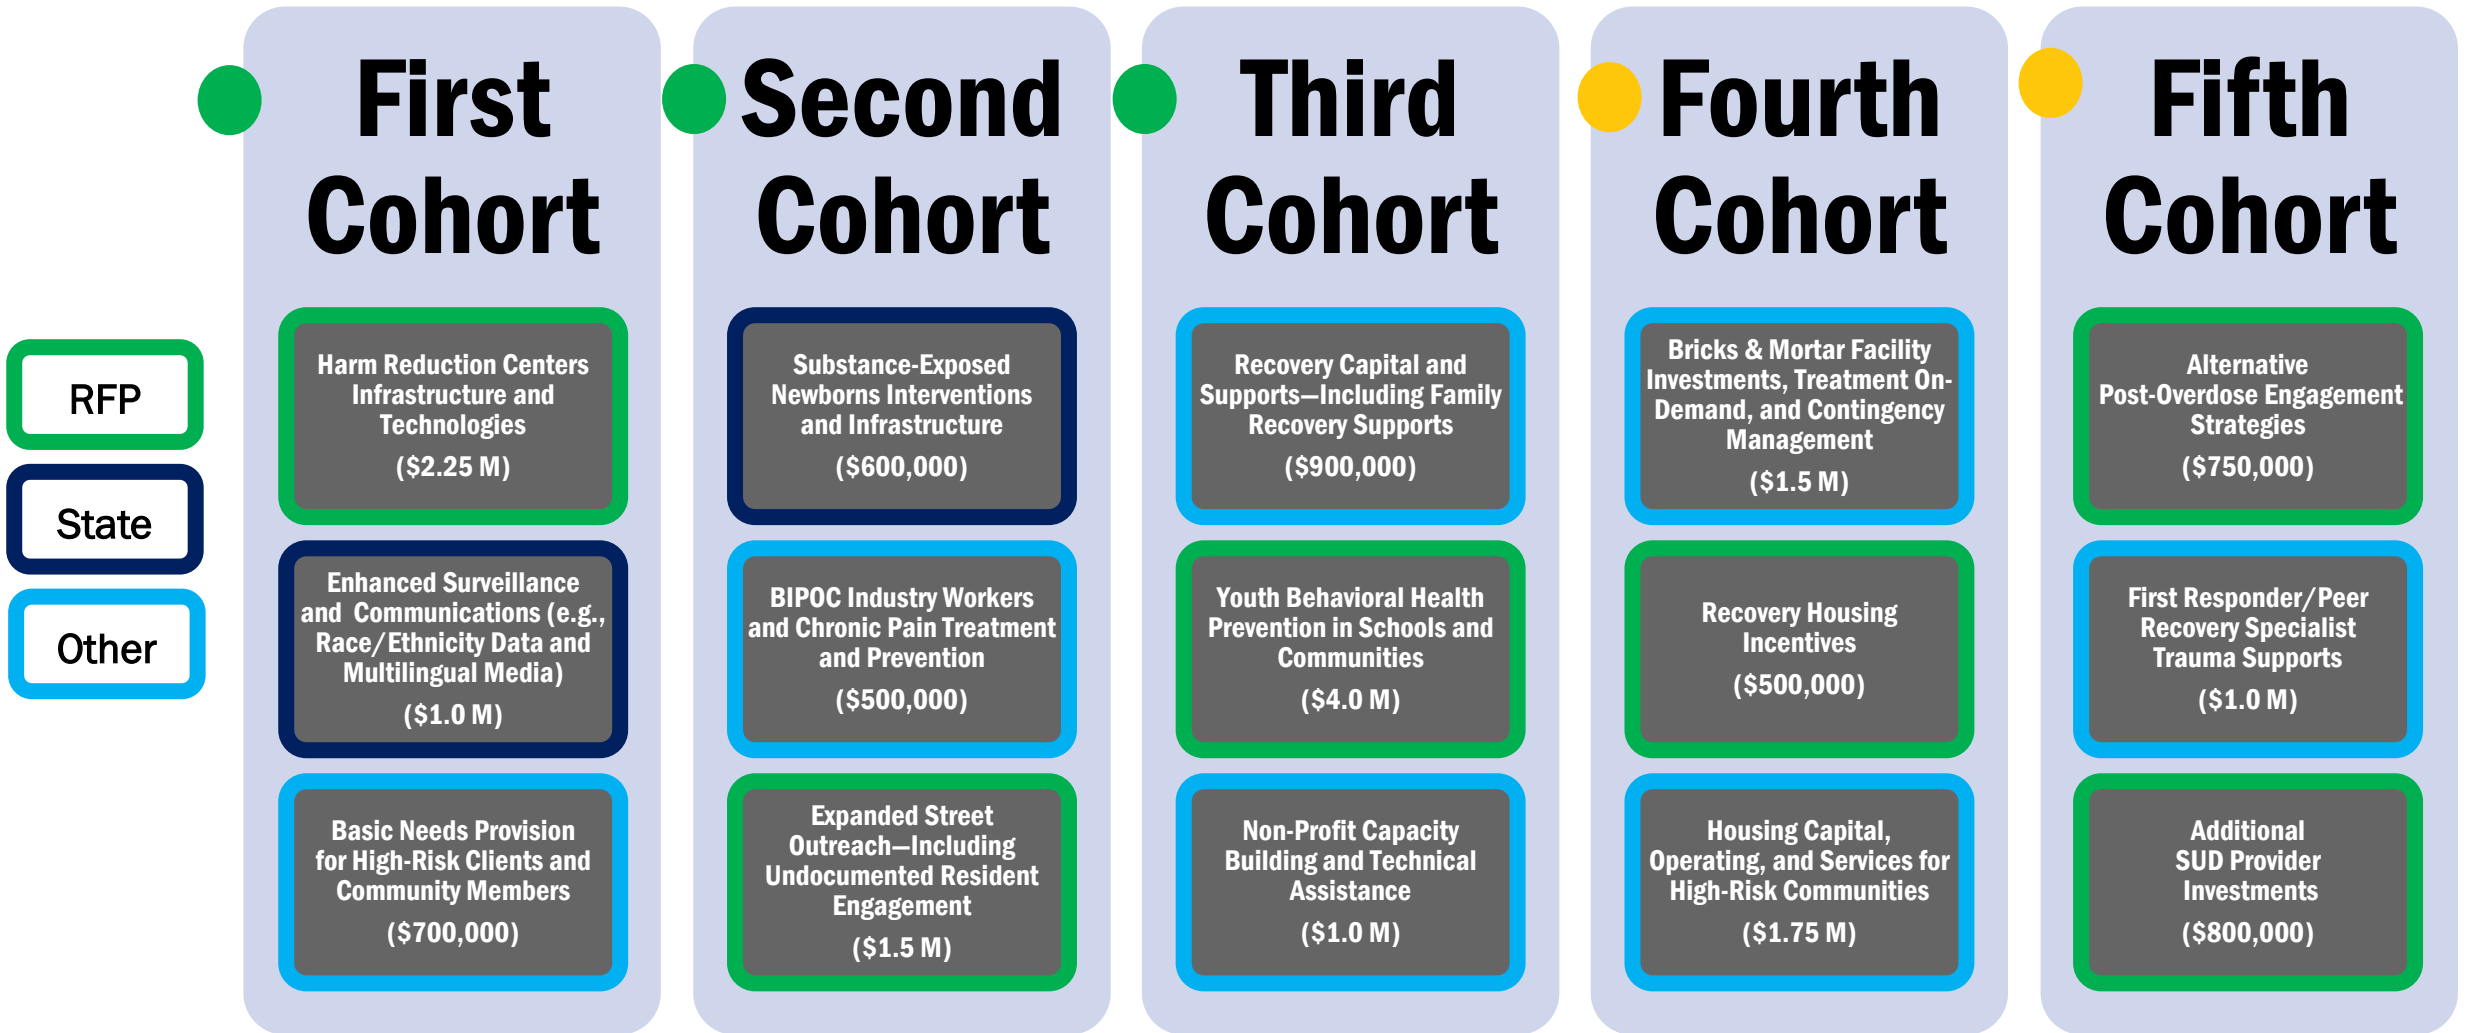 RFP
State
Other
First
Cohort
Harm Reduction Centers
Infrastructure and
Technologies
($2.25 M)
Enhanced Surveillance
and Communications (e.g.,
Race/Ethnicity Data and
Multilingual Media)
($1.0 M)
Basic Needs Provision
for High-Risk Clients and
Community Members
($700,000)
Second
Cohort
Substance-Exposed
Newborns Interventions
and Infrastructure
($600,000)
BIPOC Industry Workers
and Chronic Pain Treatment
and Prevention
($500,000)
Expanded Street
Outreach—Including
Undocumented Resident
Engagement
($1.5 M)
Third
Cohort
Recovery Capital and
Supports—Including Family
Recovery Supports
($900,000)
Youth Behavioral Health
Prevention in Schools and
Communities
($4.0 M)
Non-Profit Capacity
Building and Technical
Assistance
($1.0 M)
Fourth
Cohort
Bricks & Mortar Facility
Investments, Treatment On-
Demand, and Contingency
Management
($1.5 M)
Recovery Housing
Incentives
($500,000)
Housing Capital,
Operating, and Services for
High-Risk Communities
($1.75 M)
Fifth
Cohort
Alternative
Post-Overdose Engagement
Strategies
($750,000)
First Responder/Peer
Recovery Specialist
Trauma Supports
($1.0 M)
Additional
SUD Provider
Investments
($800,000)